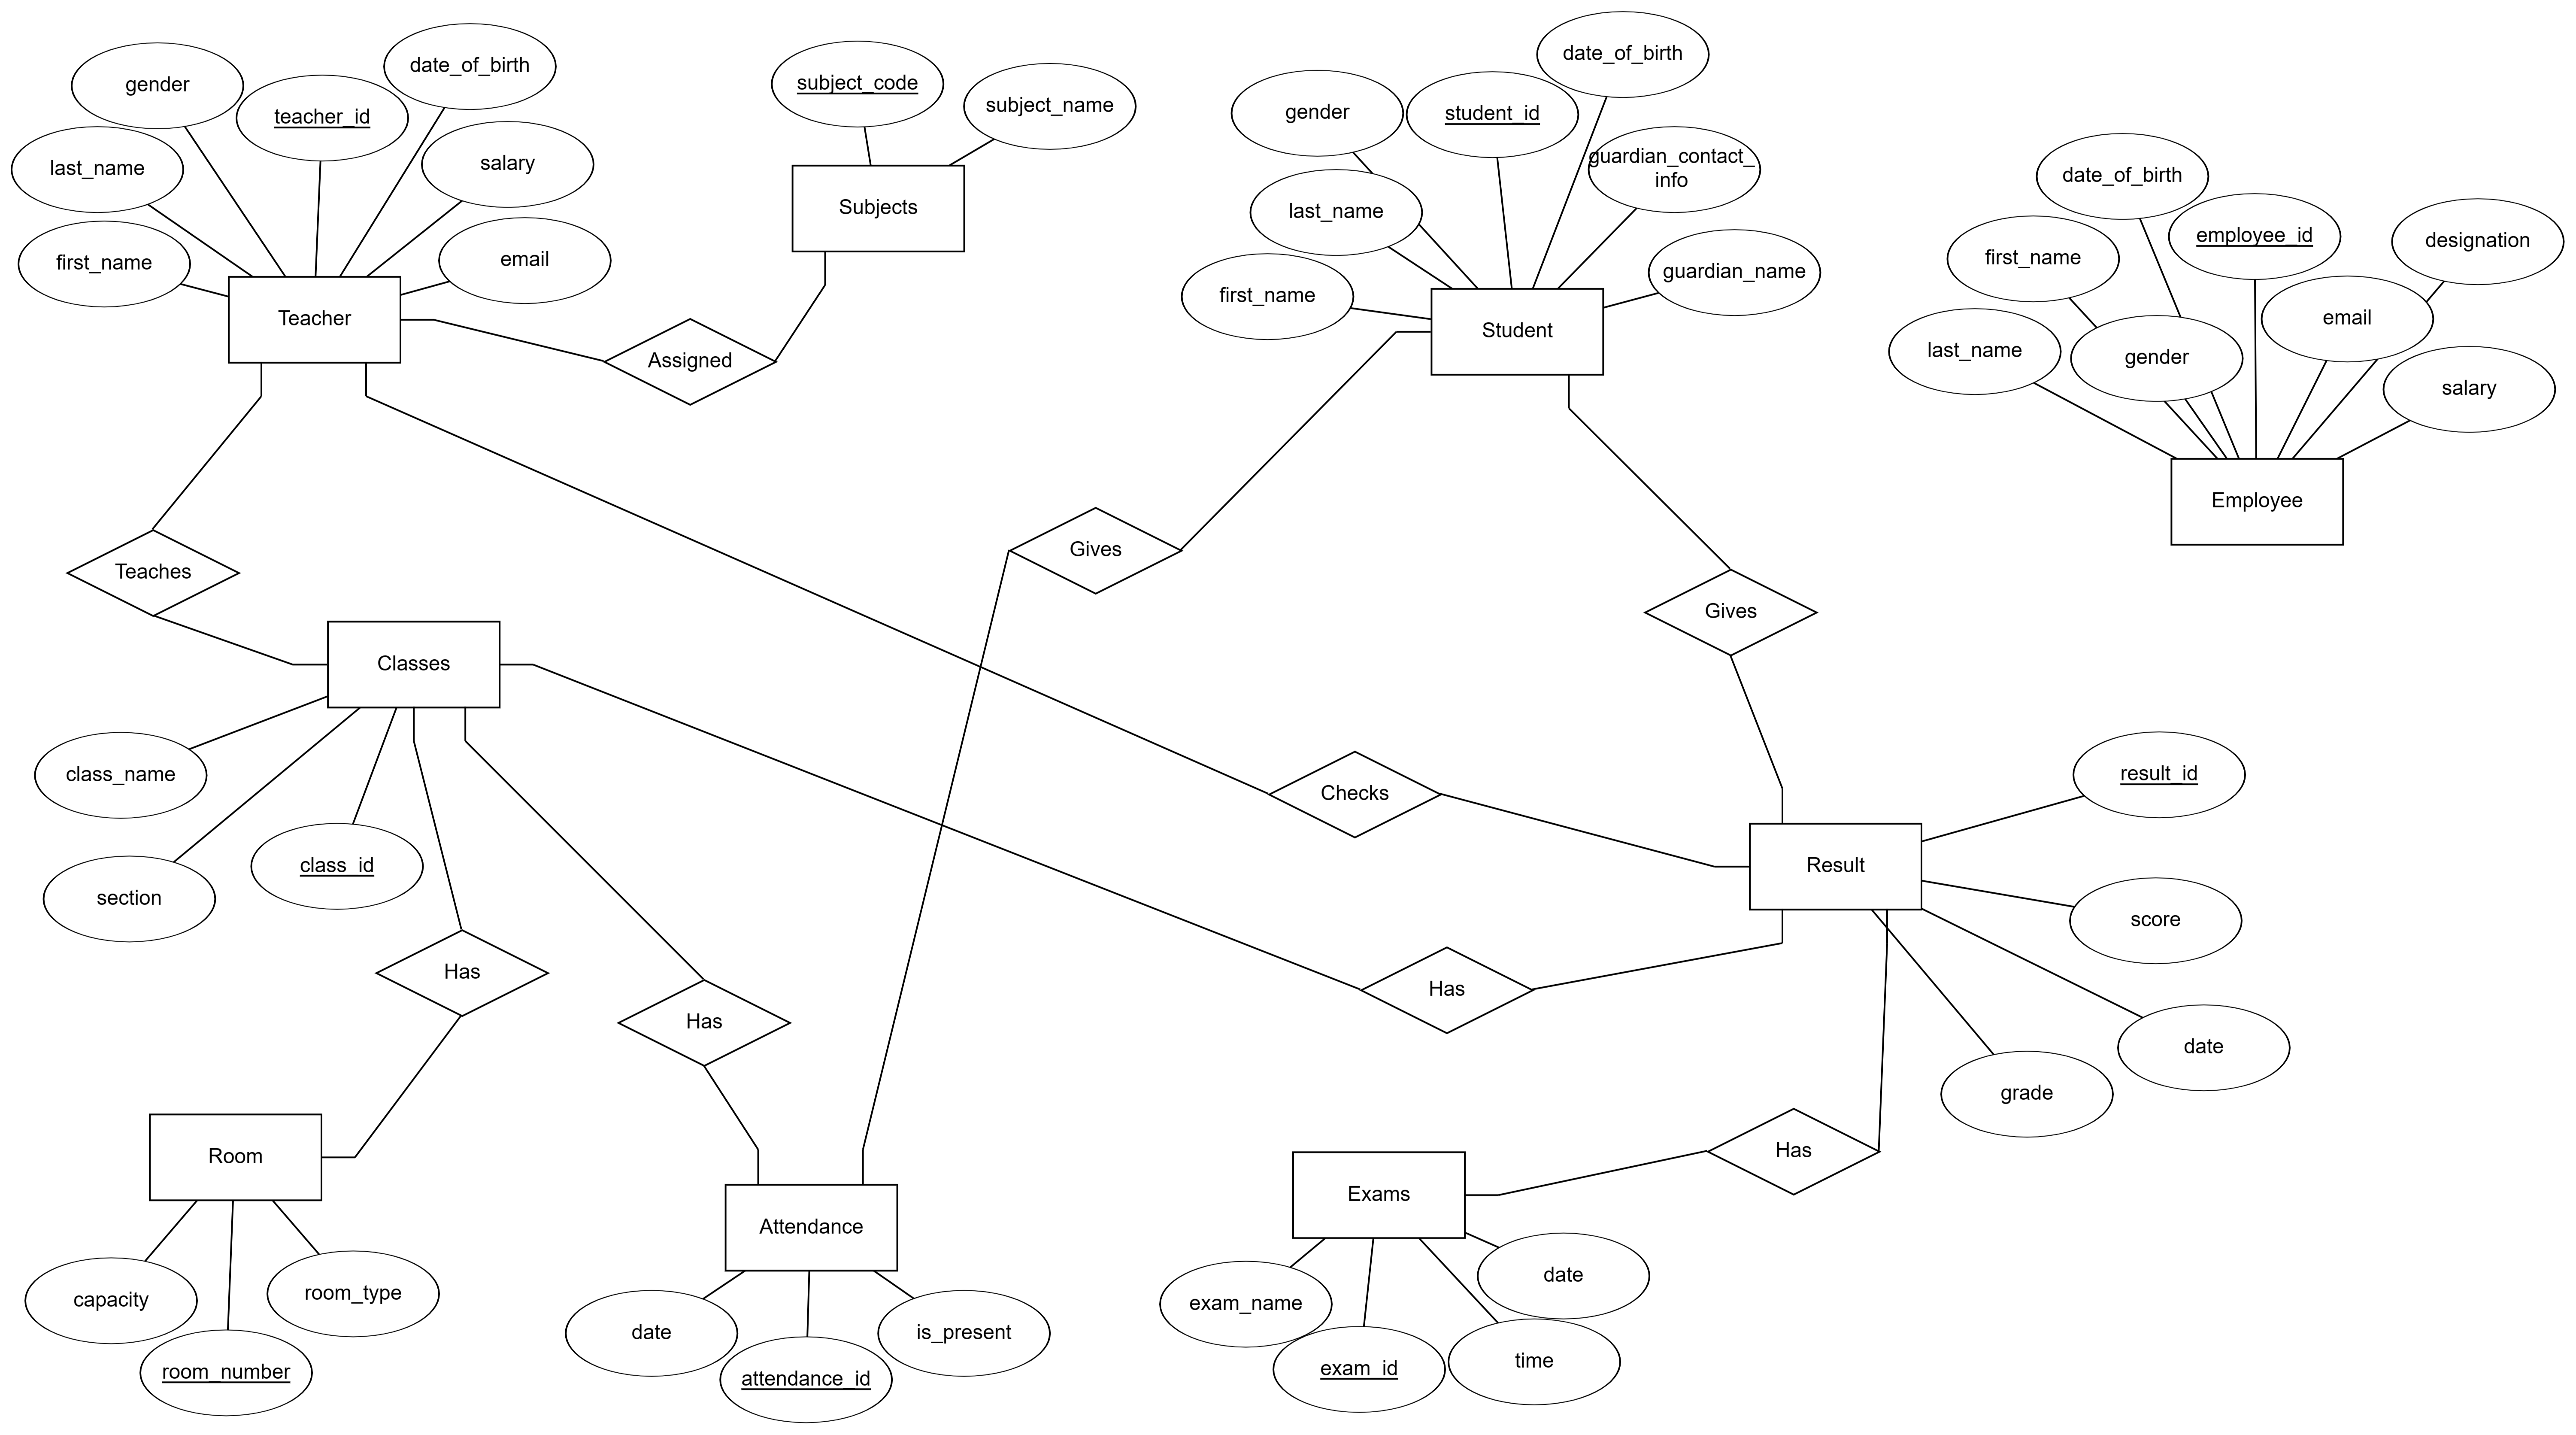 gender
teacher_id
date_of_birth
last_name
salary
first_name
email
Teacher
subject_code
subject_name
Subjects
Assigned
date_of_birth
gender
student_id
guardian_contact_
info
last_name
guardian_name
first_name
Student
date_of_birth
employee_id
designation
first_name
email
last_name
gender
salary
Employee
Teaches
Gives
Gives
Classes
class_name
section
class_id
Checks
Result
result_id
score
date
grade
Has
Has
Has
Has
Room
capacity
room_type
room_number
Attendance
date
attendance_id
is_present
Exams
exam_name
date
exam_id
time